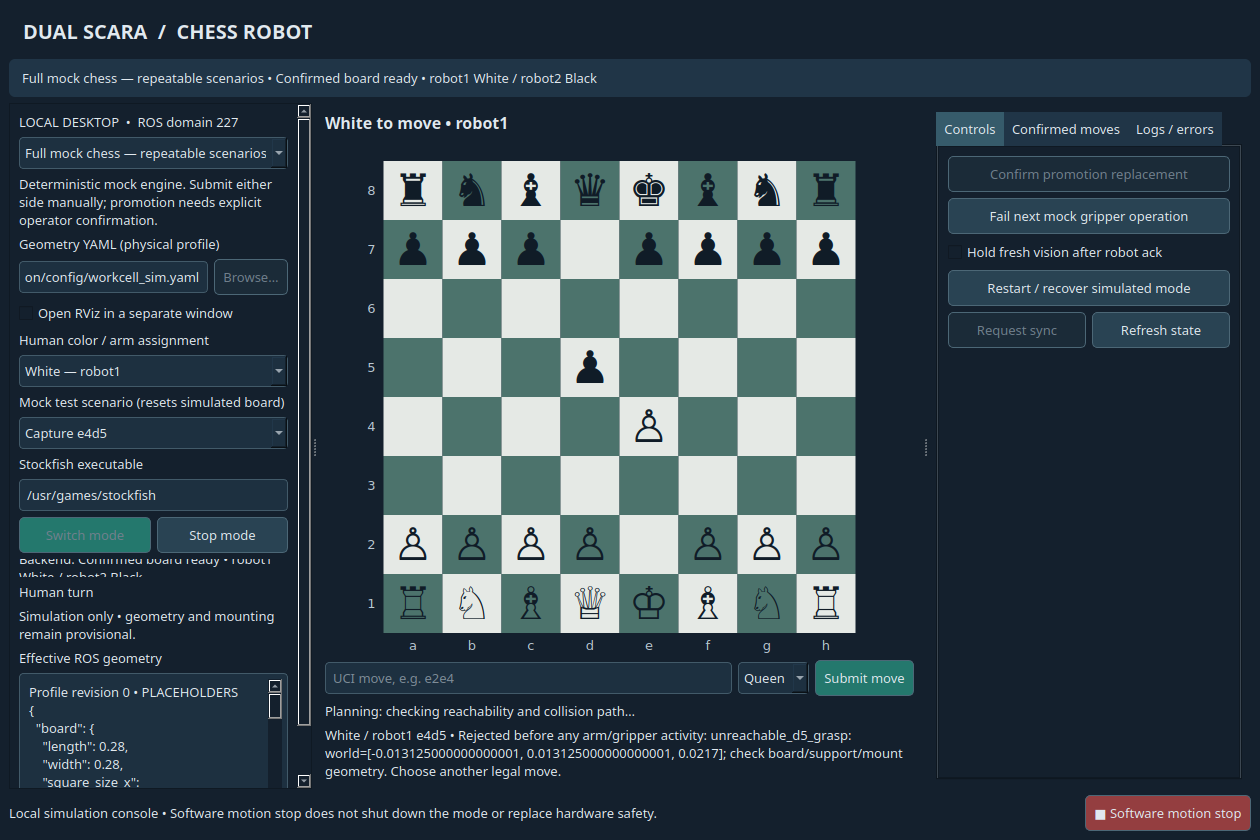 DUAL SCARA / CHESS ROBOT
Full mock chess — repeatable scenarios • Confirmed board ready • robot1 White / robot2 Black
LOCAL DESKTOP • ROS domain 227
Full mock chess — repeatable scenarios
Deterministic mock engine. Submit either
side manually; promotion needs explicit
operator confirmation.
Geometry YAML (physical profile)
on/config/workcell_sim.yaml
Browse...
Open RViz in a separate window
Human color / arm assignment
White — robot1
Mock test scenario (resets simulated board)
Capture e4d5
Stockfish executable
/usr/games/stockfish
Switch mode
Stop mode
Backend: Confirmed board ready • robot1
White / robot2 Black
Human turn
Simulation only • geometry and mounting
remain provisional.
Effective ROS geometry
Profile revision 0 • PLACEHOLDERS
{
"board": {
"length": 0.28,
"width": 0.28,
"square_size_x":
White to move • robot1
8
7
6
5
4
3
2
1
a b c d e f g h
UCI move, e.g. e2e4
Queen
Submit move
Planning: checking reachability and collision path...
White / robot1 e4d5 • Rejected before any arm/gripper activity: unreachable_d5_grasp:
world=[-0.013125000000000001, 0.013125000000000001, 0.0217]; check board/support/mount
geometry. Choose another legal move.
Controls
Confirmed moves
Logs / errors
Confirm promotion replacement
Fail next mock gripper operation
Hold fresh vision after robot ack
Restart / recover simulated mode
Request sync
Refresh state
Local simulation console • Software motion stop does not shut down the mode or replace hardware safety.
Software motion stop